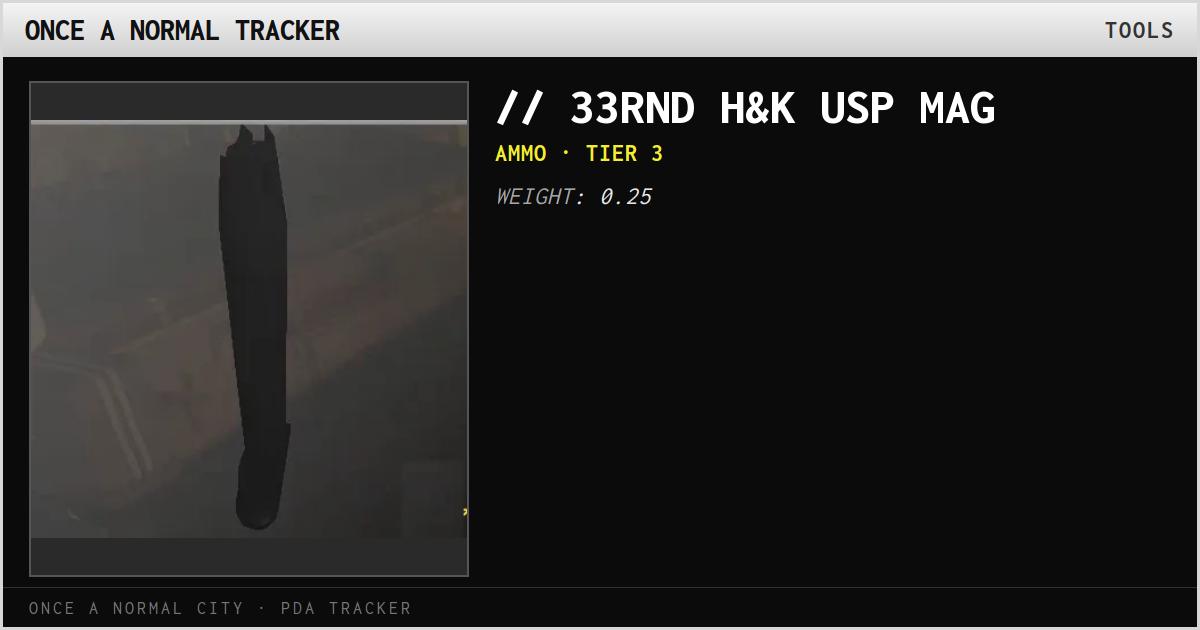 ONCE A NORMAL TRACKER
TOOLS
// 33RND H&K USP MAG
AMMO · TIER 3
WEIGHT: 0.25
ONCE A NORMAL CITY · PDA TRACKER